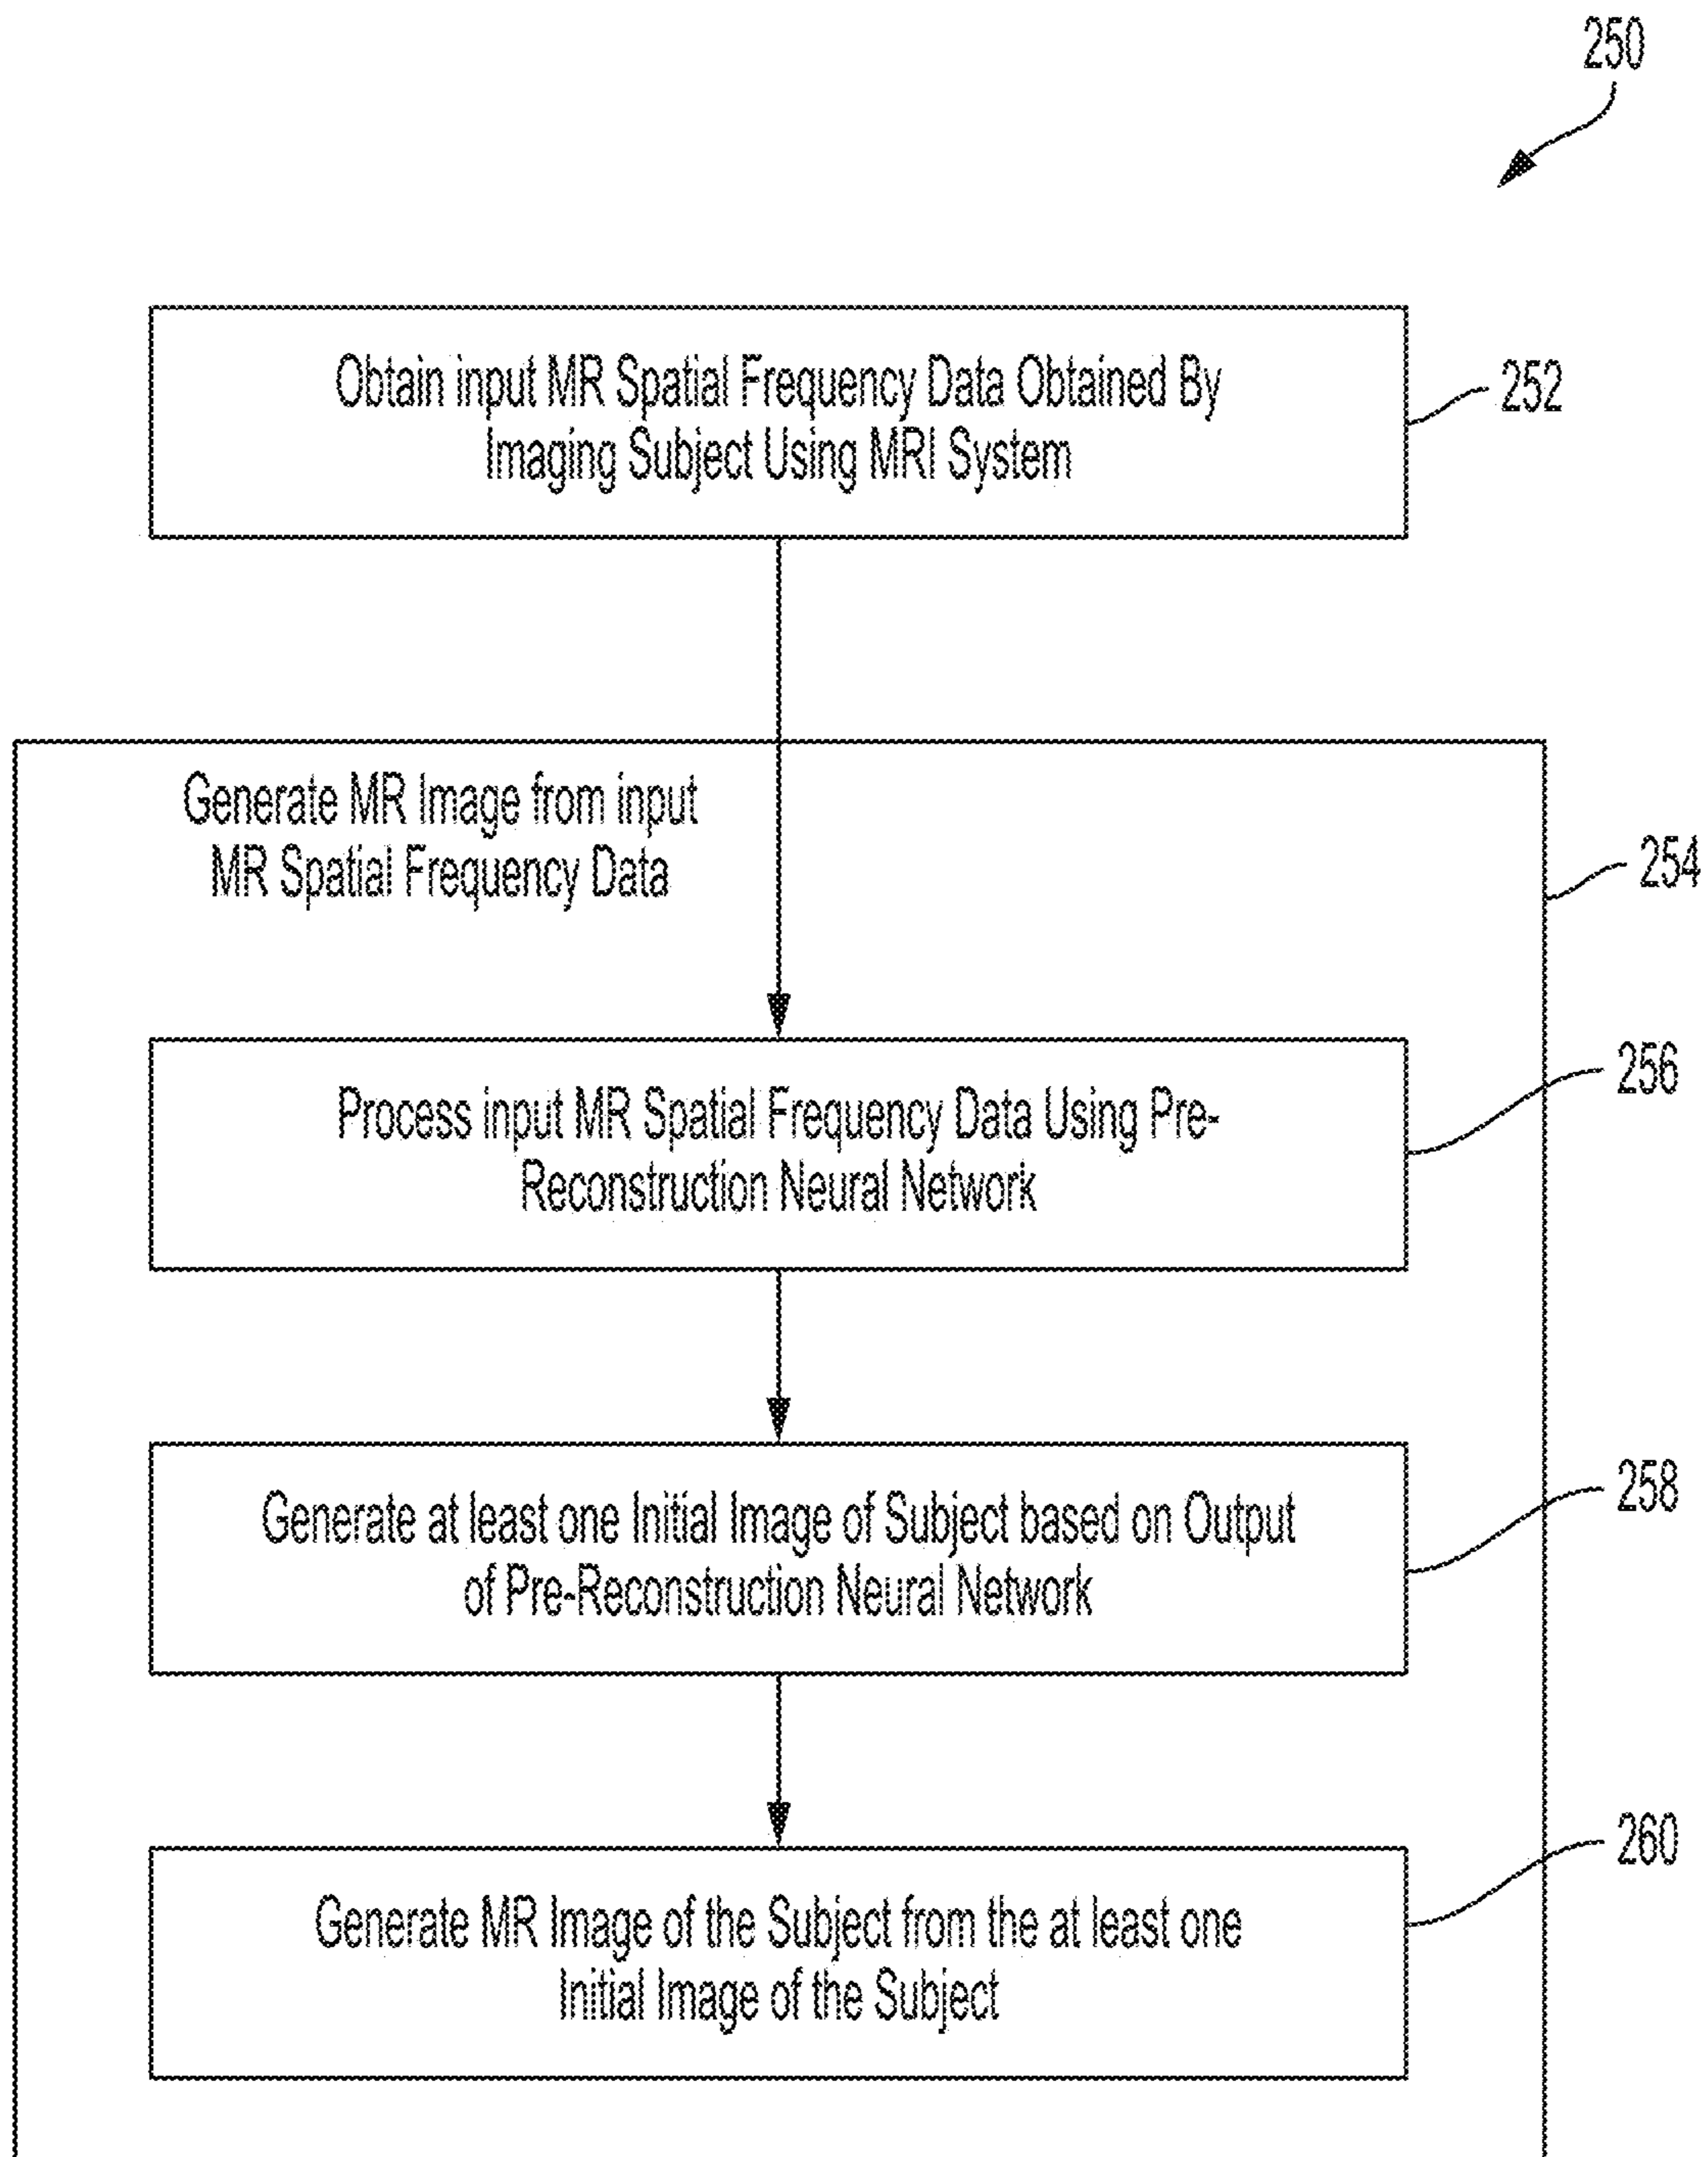 250
Obtain input MR Spatial Frequency Data Obtained By
Imaging Subject Using MRI System
252
Generate MR Image from input
MR Spatial Frequency Data
254
Process input MR Spatial Frequency Data Using Pre-
Reconstruction Neural Network
256
Generate at least one Initial Image of Subject based on Output
of Pre-Reconstruction Neural Network
258
Generate MR Image of the Subject from the at least one
Initial Image of the Subject
260